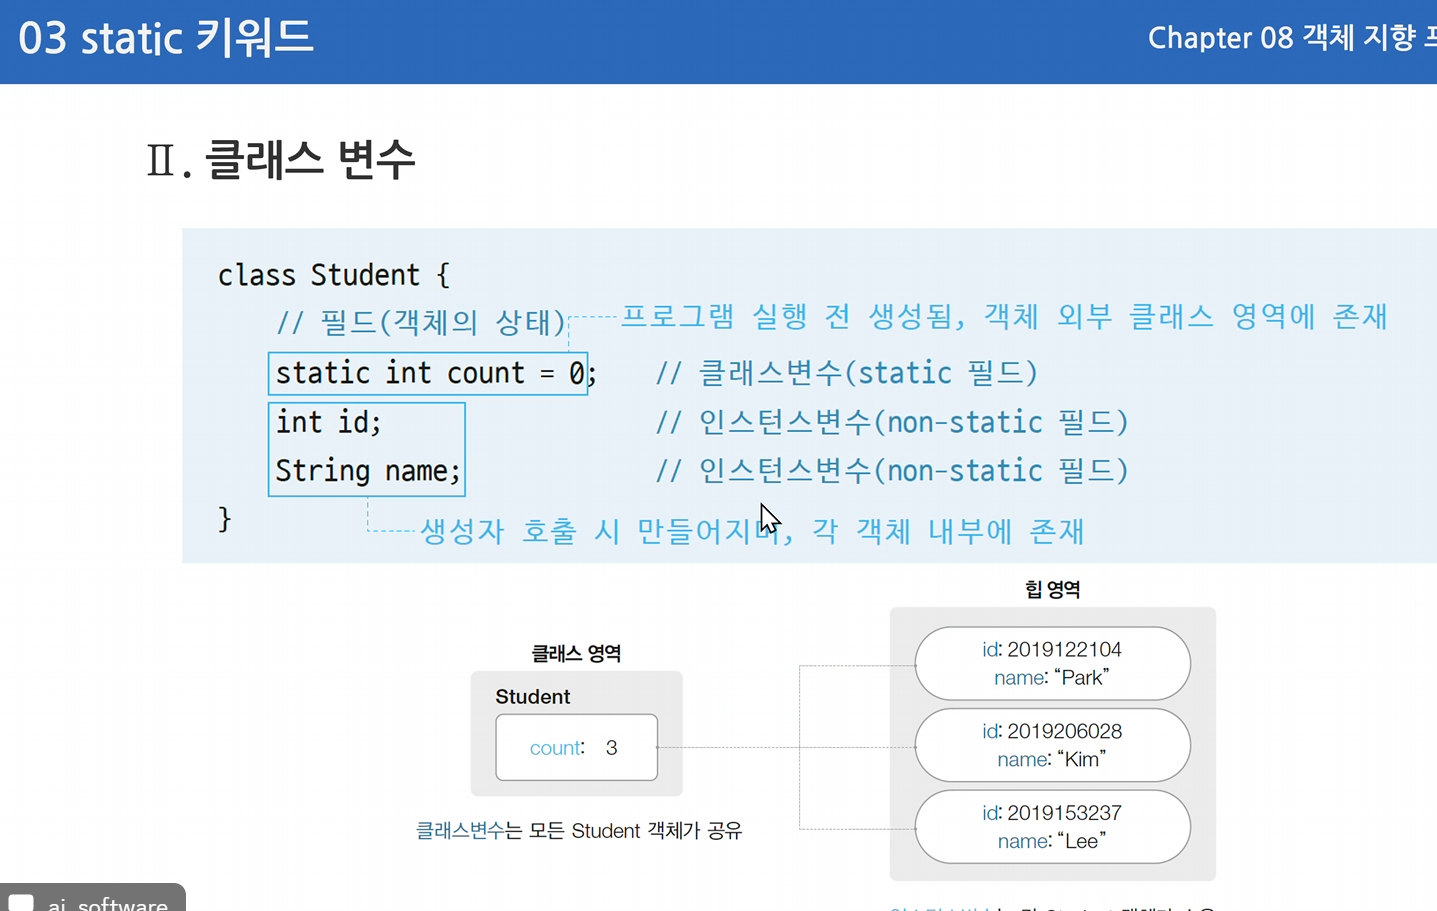 03 static 키워드
Chapter 08 객체 지향
Ⅱ. 클래스 변수
class Student {
// 필드(객체의 상태)
프로그램 실행 전 생성됨, 객체 외부 클래스 영역에 존재
static int count = 0; // 클래스변수(static 필드)
int id; // 인스턴스변수(non-static 필드)
String name; // 인스턴스변수(non-static 필드)
}
생성자 호출 시 만들어지며, 각 객체 내부에 존재
힙 영역
클래스 영역
Student
count: 3
id: 2019122104
name: “Park”
id: 2019206028
name: “Kim”
id: 2019153237
name: “Lee”
클래스변수는 모든 Student 객체가 공유
ai_software